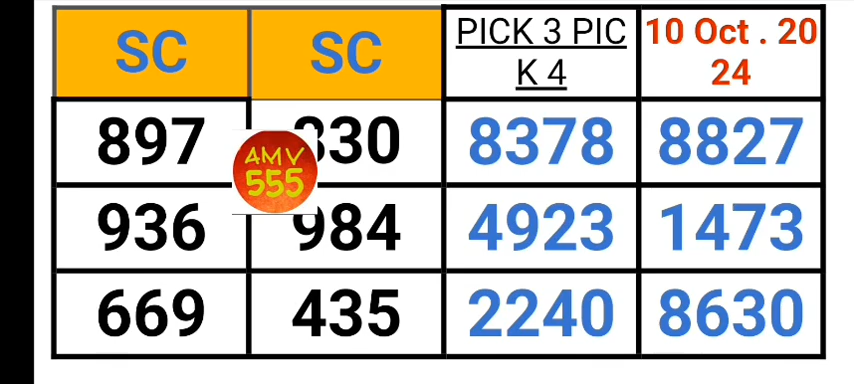 SC SC PICK 3 PIC 10 Oct . 20
K 4 24
897 830 8378 8827
AMV
555
936 984 4923 1473
669 435 2240 8630